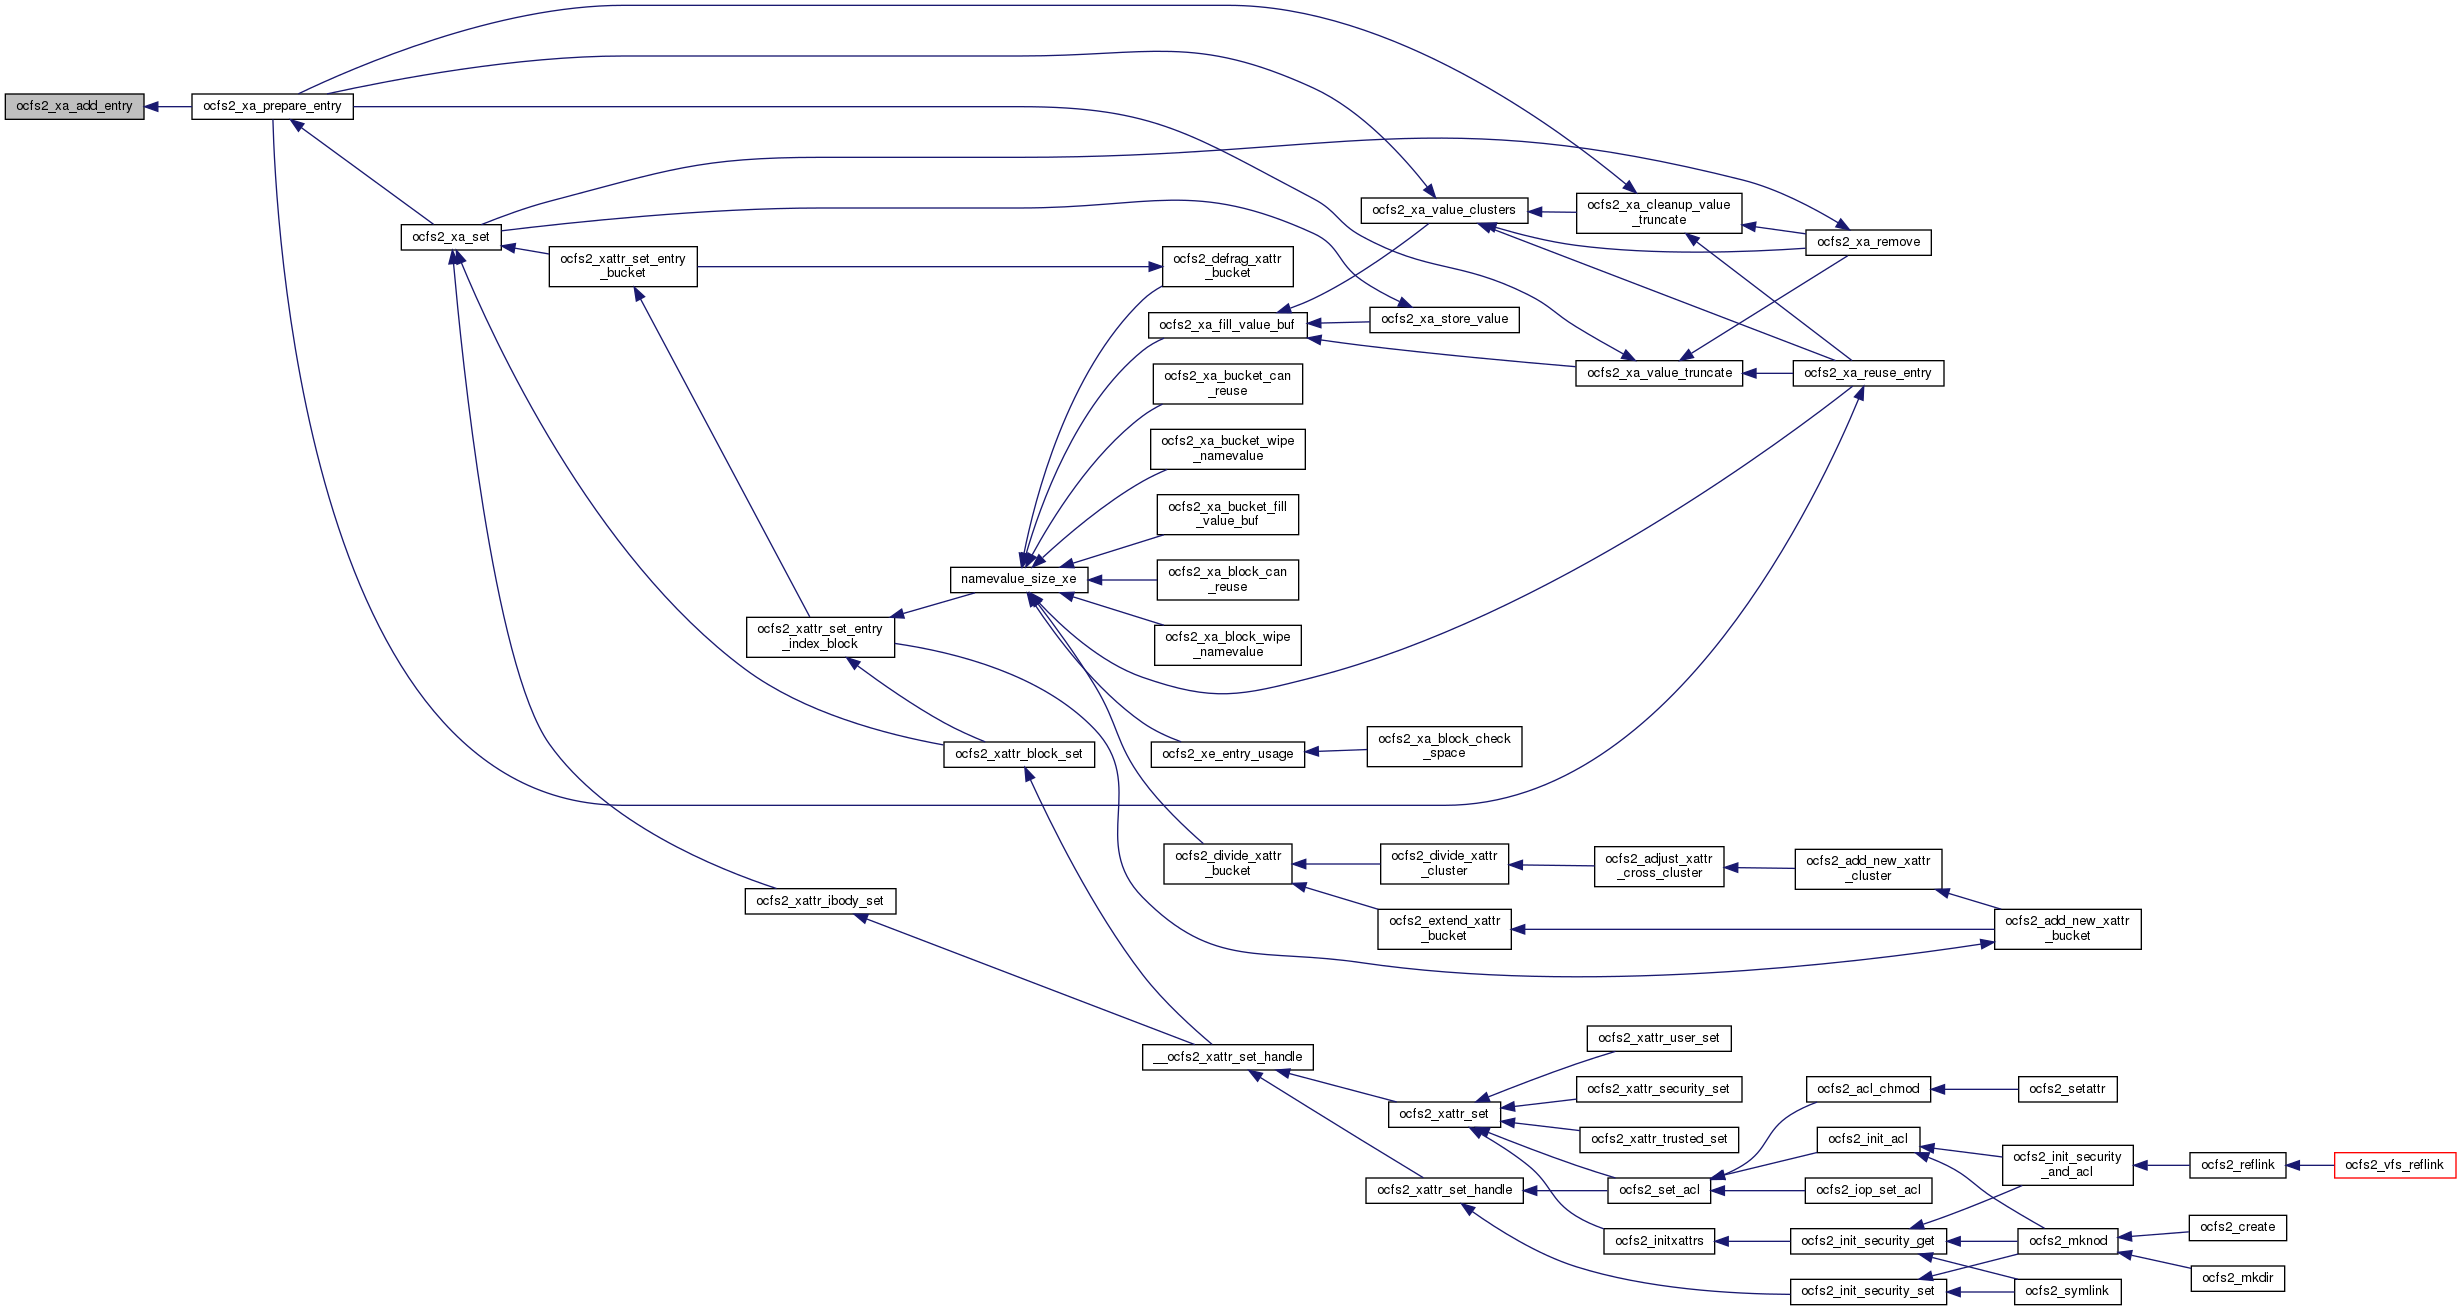 ocfs2_xa_add_entry
ocfs2_xa_prepare_entry
ocfs2_xa_set
ocfs2_xattr_set_entry
_bucket
ocfs2_xattr_set_entry
_index_block
ocfs2_xattr_ibody_set
namevalue_size_xe
ocfs2_xattr_block_set
ocfs2_defrag_xattr
_bucket
ocfs2_xa_fill_value_buf
ocfs2_xa_bucket_can
_reuse
ocfs2_xa_bucket_wipe
_namevalue
ocfs2_xa_bucket_fill
_value_buf
ocfs2_xa_block_can
_reuse
ocfs2_xa_block_wipe
_namevalue
ocfs2_xe_entry_usage
ocfs2_divide_xattr
_bucket
__ocfs2_xattr_set_handle
ocfs2_xa_value_clusters
ocfs2_xa_store_value
ocfs2_xa_block_check
_space
ocfs2_divide_xattr
_cluster
ocfs2_extend_xattr
_bucket
ocfs2_xattr_set
ocfs2_xattr_set_handle
ocfs2_xa_cleanup_value
_truncate
ocfs2_xa_value_truncate
ocfs2_adjust_xattr
_cross_cluster
ocfs2_xattr_user_set
ocfs2_xattr_security_set
ocfs2_xattr_trusted_set
ocfs2_set_acl
ocfs2_initxattrs
ocfs2_xa_remove
ocfs2_xa_reuse_entry
ocfs2_add_new_xattr
_cluster
ocfs2_acl_chmod
ocfs2_init_acl
ocfs2_iop_set_acl
ocfs2_init_security_get
ocfs2_init_security_set
ocfs2_add_new_xattr
_bucket
ocfs2_setattr
ocfs2_init_security
_and_acl
ocfs2_mknod
ocfs2_symlink
ocfs2_reflink
ocfs2_create
ocfs2_mkdir
ocfs2_vfs_reflink